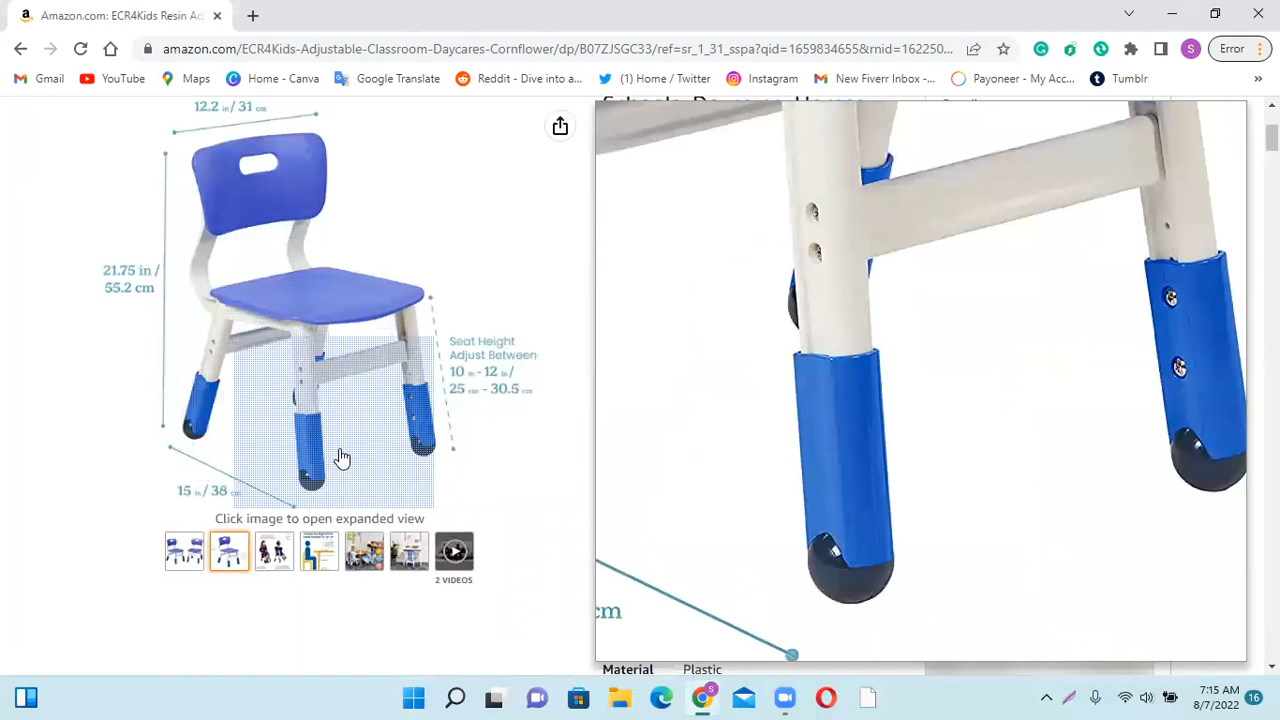 Amazon.com: ECR4Kids Resin Ad
amazon.com/ECR4Kids-Adjustable-Classroom-Daycares-Cornflower/dp/B07ZJSGC33/ref=sr_1_31_sspa?qid=1659834655&rnid=162250...
S
Error
Gmail
YouTube
Maps
Home - Canva
Google Translate
Reddit - Dive into a...
(1) Home / Twitter
Instagram
New Fiverr Inbox -...
Payoneer - My Acc...
Tumblr
»
12.2 in / 31 cm
21.75 in /
55.2 cm
Seat Height
Adjust Between
10 in - 12 in /
25 cm - 30.5 cm
15 in / 38 cm
cm
Click image to open expanded view
2 VIDEOS
Material Plastic
7:15 AM
8/7/2022
16